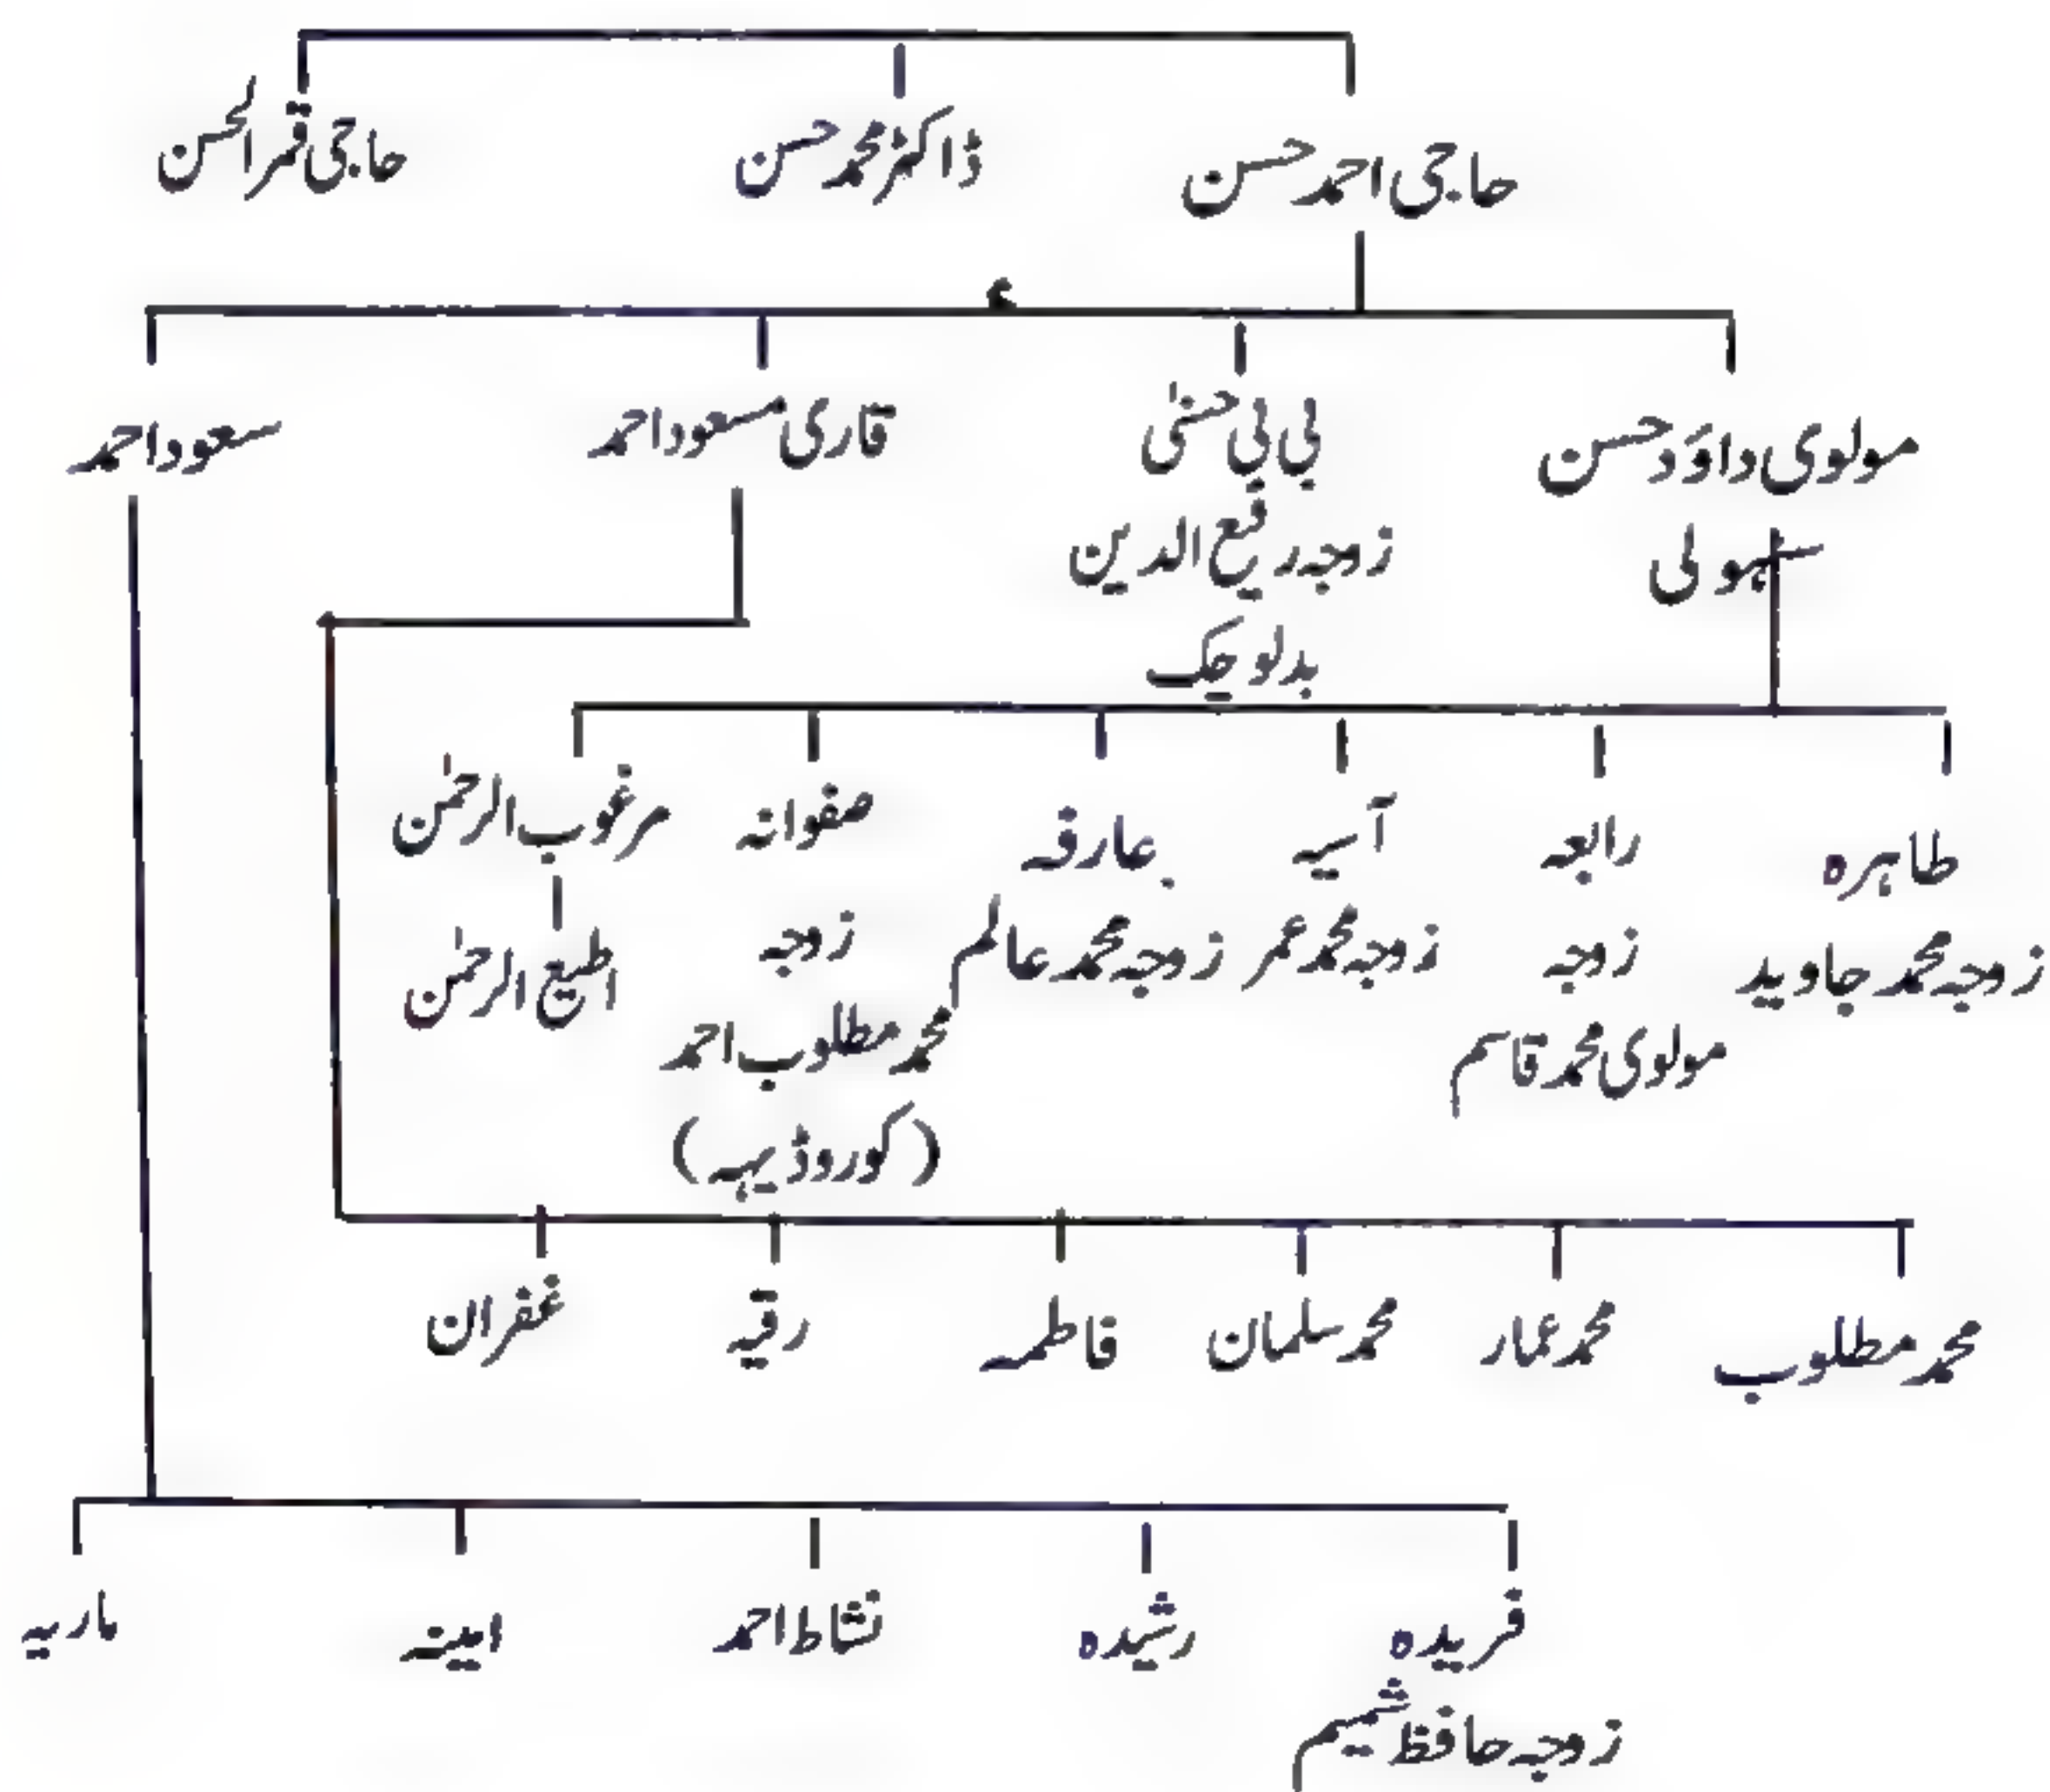 حاجی احمد حسن
ڈاکٹر محمد حسن
حاجی قمر الحسن
مولوی داؤد حسن
سہولی
بی بی حسنیٰ
زوجہ رفیع الدین
بدلو چک
قاری مسعود احمد
سعود احمد
طاہرہ
زوجہ محمد جاوید
رابعہ
زوجہ
مولوی محمد قاسم
آسیہ
زوجہ محمد عمر
عارفہ
زوجہ محمد عالم
صفوانہ
زوجہ
محمد مطلوب احمد
(کوروڈیہہ)
مرغوب الرحمٰن
اطیع الرحمٰن
محمد مطلوب
محمد عمار
محمد سلمان
فاطمہ
رقیہ
غفران
فریدہ
زوجہ حافظ شمیم
رشیدہ
نشاط احمد
امینہ
ماریہ